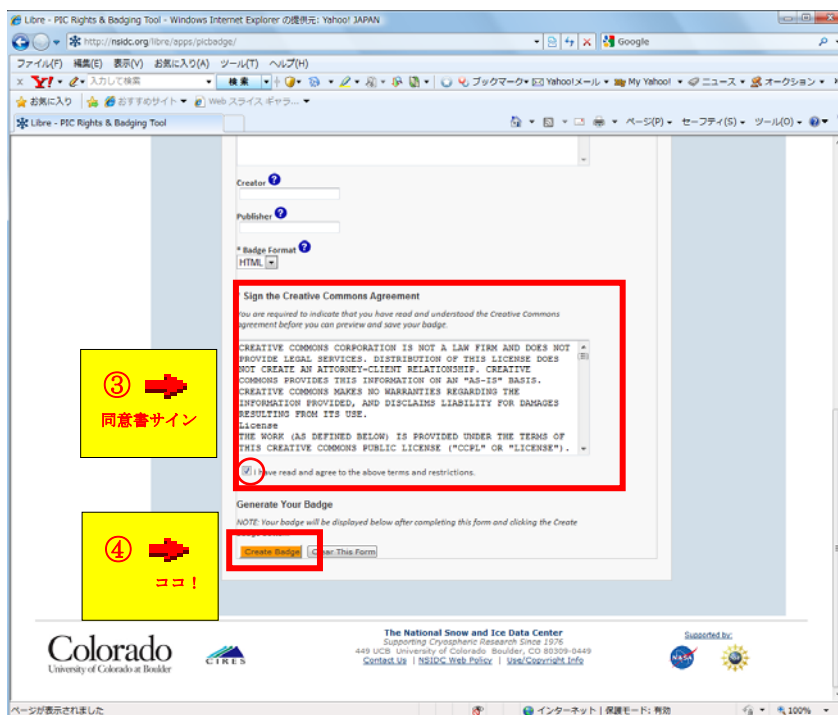 Libre - PIC Rights & Badging Tool - Windows Internet Explorer の提供元: Yahoo! JAPAN
http://nsidc.org/libre/apps/picbadge/
Google
ファイル(F) 編集(E) 表示(V) お気に入り(A) ツール(T) ヘルプ(H)
x Y! 入力して検索 検索 ブックマーク Yahoo!メール My Yahoo! ニュース オークション
お気に入り おすすめサイト Web スライス ギャラ...
Libre - PIC Rights & Badging Tool
ページ(P) セーフティ(S) ツール(O)
Creator
Publisher
* Badge Format
HTML
* Sign the Creative Commons Agreement
You are required to indicate that you have read and understood the Creative Commons
agreement before you can preview and save your badge.
CREATIVE COMMONS CORPORATION IS NOT A LAW FIRM AND DOES NOT
PROVIDE LEGAL SERVICES. DISTRIBUTION OF THIS LICENSE DOES
NOT CREATE AN ATTORNEY-CLIENT RELATIONSHIP. CREATIVE
COMMONS PROVIDES THIS INFORMATION ON AN "AS-IS" BASIS.
CREATIVE COMMONS MAKES NO WARRANTIES REGARDING THE
INFORMATION PROVIDED, AND DISCLAIMS LIABILITY FOR DAMAGES
RESULTING FROM ITS USE.
License
THE WORK (AS DEFINED BELOW) IS PROVIDED UNDER THE TERMS OF
THIS CREATIVE COMMONS PUBLIC LICENSE ("CCPL" OR "LICENSE").
③
同意書サイン
I have read and agree to the above terms and restrictions.
Generate Your Badge
NOTE: Your badge will be displayed below after completing this form and clicking the Create
④
ココ！
Create Badge Clear This Form
Colorado
University of Colorado at Boulder
CIRES
The National Snow and Ice Data Center
Supporting Cryospheric Research Since 1976
449 UCB University of Colorado Boulder, CO 80309-0449
Contact Us | NSIDC Web Policy | Use/Copyright Info
Supported by:
NASA
ページが表示されました
インターネット | 保護モード: 有効
100%